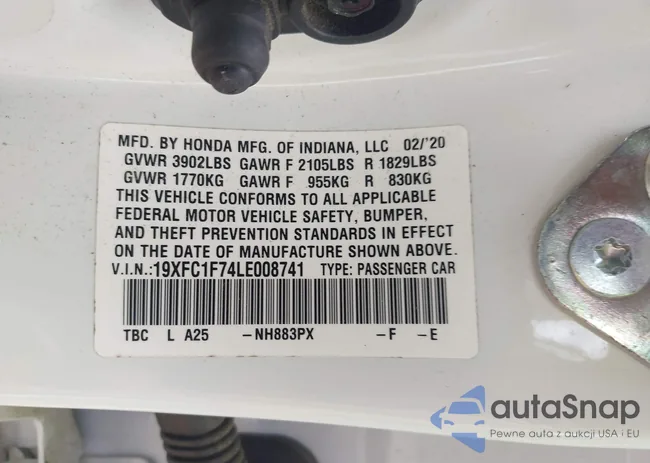 MFD. BY HONDA MFG. OF INDIANA, LLC 02/'20
GVWR 3902LBS GAWR F 2105LBS R 1829LBS
GVWR 1770KG GAWR F 955KG R 830KG
THIS VEHICLE CONFORMS TO ALL APPLICABLE
FEDERAL MOTOR VEHICLE SAFETY, BUMPER,
AND THEFT PREVENTION STANDARDS IN EFFECT
ON THE DATE OF MANUFACTURE SHOWN ABOVE.
V.I.N.:19XFC1F74LE008741 TYPE: PASSENGER CAR
TBC L A25 -NH883PX -F -E
autaSnap
Pewne auta z aukcji USA i EU